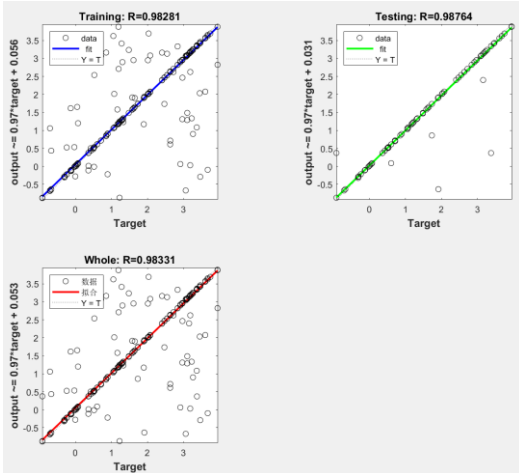 Training: R=0.98281
output ~= 0.97*target + 0.056
3.5
3
2.5
2
1.5
1
0.5
0
-0.5
data
fit
Y = T
0 1 2 3
Target
Testing: R=0.98764
output ~= 0.97*target + 0.031
3.5
3
2.5
2
1.5
1
0.5
0
-0.5
data
fit
Y = T
0 1 2 3
Target
Whole: R=0.98331
output ~= 0.97*target + 0.053
3.5
3
2.5
2
1.5
1
0.5
0
-0.5
数据
拟合
Y = T
0 1 2 3
Target